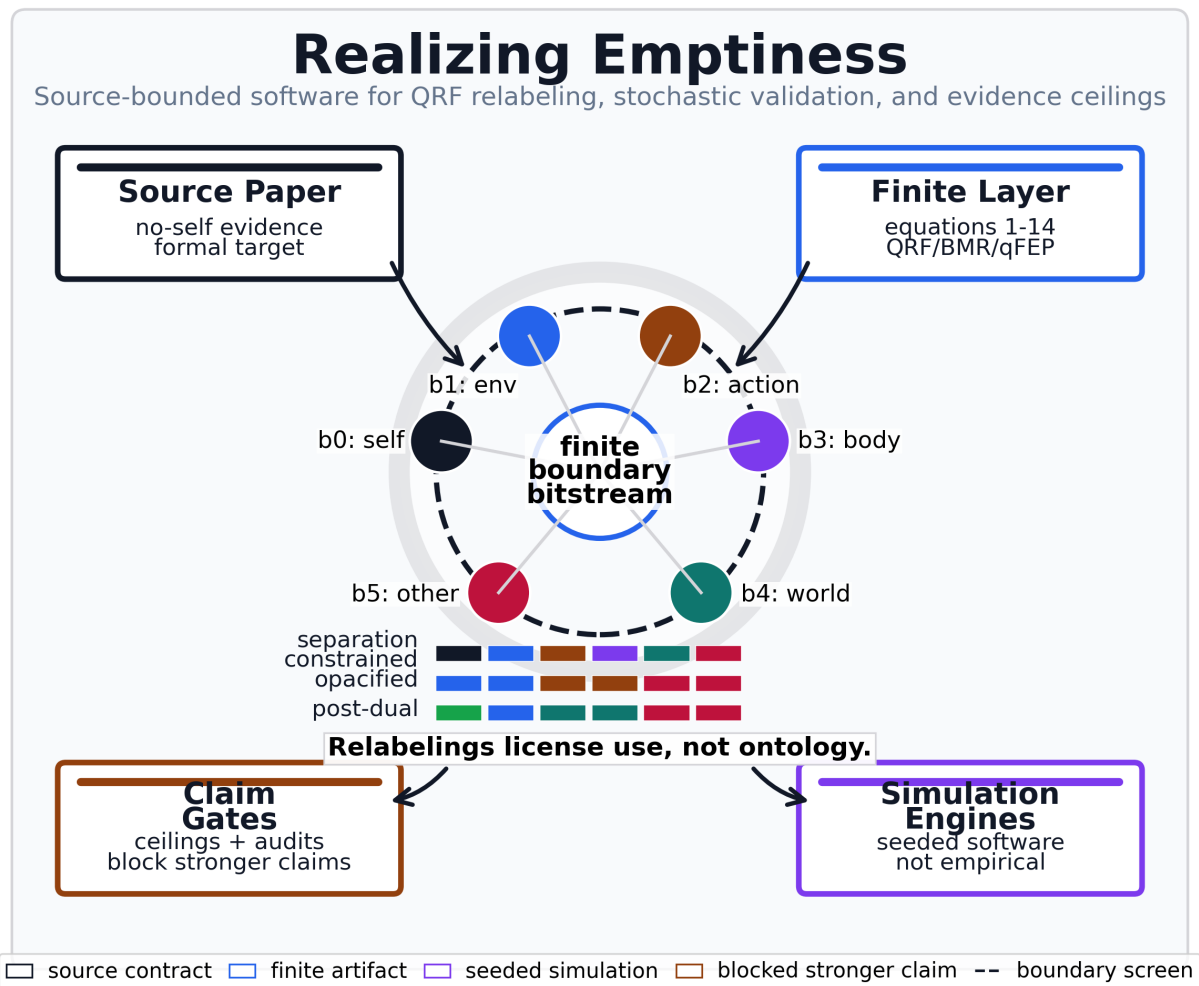 Realizing Emptiness
Source-bounded software for QRF relabeling, stochastic validation, and evidence ceilings
Source Paper
no-self evidence
formal target
Finite Layer
equations 1-14
QRF/BMR/qFEP
b1: env
b2: action
b0: self
b3: body
finite
boundary
bitstream
b5: other
b4: world
separation
constrained
opacified
post-dual
Relabelings license use, not ontology.
Claim
Gates
ceilings + audits
block stronger claims
Simulation
Engines
seeded software
not empirical
source contract
finite artifact
seeded simulation
blocked stronger claim
boundary screen